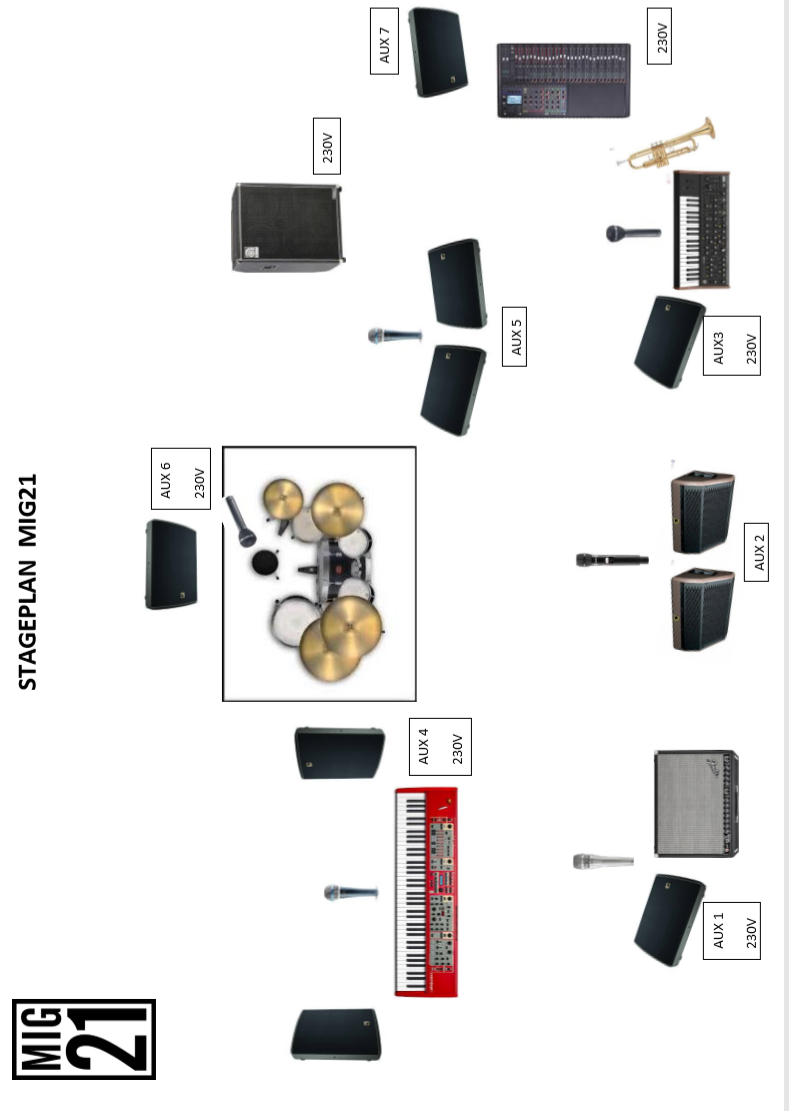 STAGEPLAN MIG21
MIG
21
AUX 7
230V
230V
AUX 5
AUX3
230V
AUX 6
230V
AUX 2
AUX 4
230V
AUX 1
230V